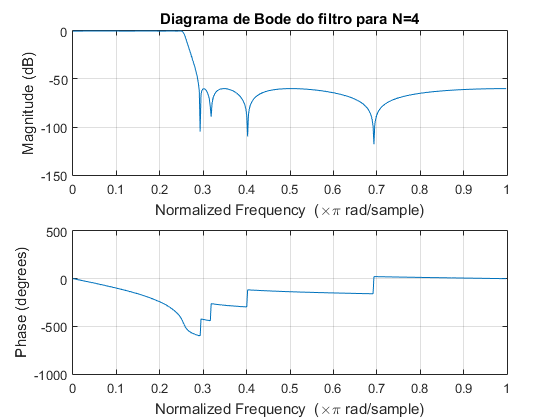 Diagrama de Bode do filtro para N=4
Magnitude (dB)
0
-50
-100
-150
0 0.1 0.2 0.3 0.4 0.5 0.6 0.7 0.8 0.9 1
Normalized Frequency (×π rad/sample)
Phase (degrees)
500
0
-500
-1000
0 0.1 0.2 0.3 0.4 0.5 0.6 0.7 0.8 0.9 1
Normalized Frequency (×π rad/sample)